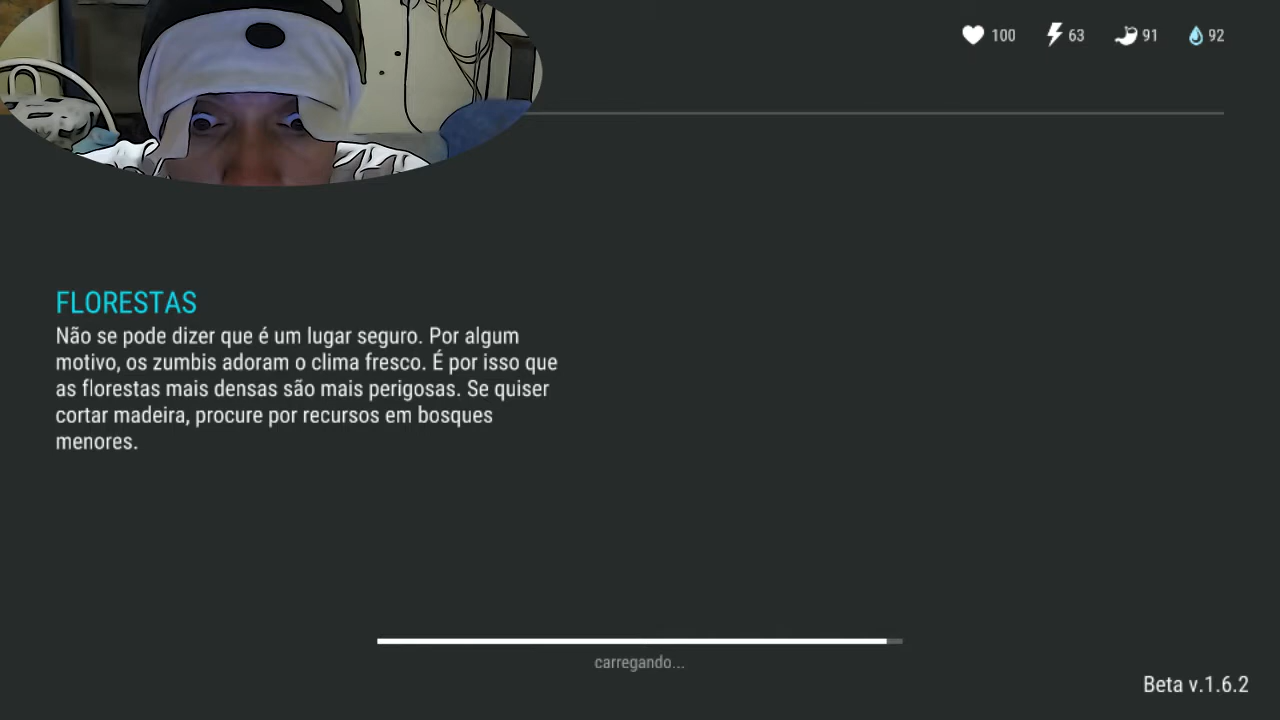 100 63 91 92
FLORESTAS
Não se pode dizer que é um lugar seguro. Por algum
motivo, os zumbis adoram o clima fresco. É por isso que
as florestas mais densas são mais perigosas. Se quiser
cortar madeira, procure por recursos em bosques
menores.
carregando...
Beta v.1.6.2